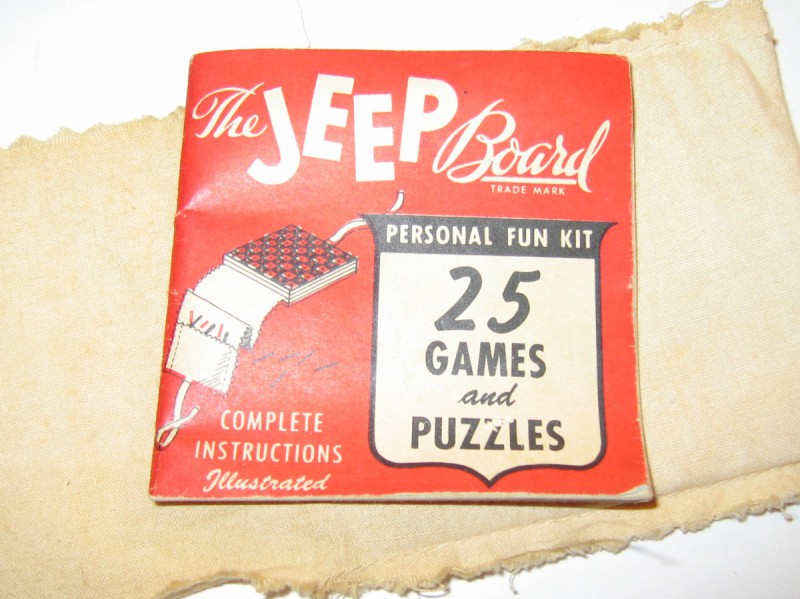 The JEEP Board
TRADE MARK
PERSONAL FUN KIT
25
GAMES
and
PUZZLES
COMPLETE
INSTRUCTIONS
Illustrated